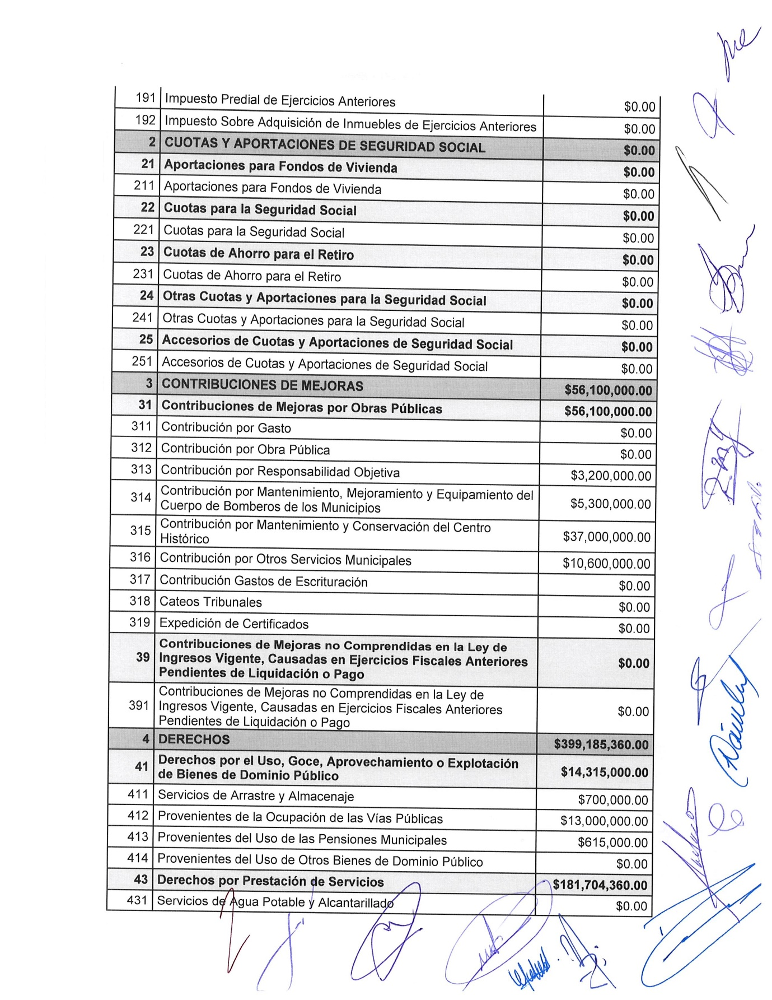 191 Impuesto Predial de Ejercicios Anteriores $0.00
192 Impuesto Sobre Adquisición de Inmuebles de Ejercicios Anteriores $0.00
2 CUOTAS Y APORTACIONES DE SEGURIDAD SOCIAL $0.00
21 Aportaciones para Fondos de Vivienda $0.00
211 Aportaciones para Fondos de Vivienda $0.00
22 Cuotas para la Seguridad Social $0.00
221 Cuotas para la Seguridad Social $0.00
23 Cuotas de Ahorro para el Retiro $0.00
231 Cuotas de Ahorro para el Retiro $0.00
24 Otras Cuotas y Aportaciones para la Seguridad Social $0.00
241 Otras Cuotas y Aportaciones para la Seguridad Social $0.00
25 Accesorios de Cuotas y Aportaciones de Seguridad Social $0.00
251 Accesorios de Cuotas y Aportaciones de Seguridad Social $0.00
3 CONTRIBUCIONES DE MEJORAS $56,100,000.00
31 Contribuciones de Mejoras por Obras Públicas $56,100,000.00
311 Contribución por Gasto $0.00
312 Contribución por Obra Pública $0.00
313 Contribución por Responsabilidad Objetiva $3,200,000.00
314 Contribución por Mantenimiento, Mejoramiento y Equipamiento del
Cuerpo de Bomberos de los Municipios $5,300,000.00
315 Contribución por Mantenimiento y Conservación del Centro
Histórico $37,000,000.00
316 Contribución por Otros Servicios Municipales $10,600,000.00
317 Contribución Gastos de Escrituración $0.00
318 Cateos Tribunales $0.00
319 Expedición de Certificados $0.00
Contribuciones de Mejoras no Comprendidas en la Ley de
39 Ingresos Vigente, Causadas en Ejercicios Fiscales Anteriores $0.00
Pendientes de Liquidación o Pago
Contribuciones de Mejoras no Comprendidas en la Ley de
391 Ingresos Vigente, Causadas en Ejercicios Fiscales Anteriores $0.00
Pendientes de Liquidación o Pago
4 DERECHOS $399,185,360.00
41 Derechos por el Uso, Goce, Aprovechamiento o Explotación
de Bienes de Dominio Público $14,315,000.00
411 Servicios de Arrastre y Almacenaje $700,000.00
412 Provenientes de la Ocupación de las Vías Públicas $13,000,000.00
413 Provenientes del Uso de las Pensiones Municipales $615,000.00
414 Provenientes del Uso de Otros Bienes de Dominio Público $0.00
43 Derechos por Prestación de Servicios $181,704,360.00
431 Servicios de Agua Potable y Alcantarillado $0.00